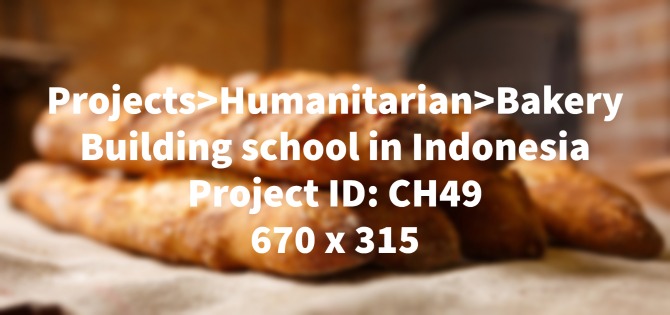 Projects>Humanitarian>Bakery
Building school in Indonesia
Project ID: CH49
670 x 315